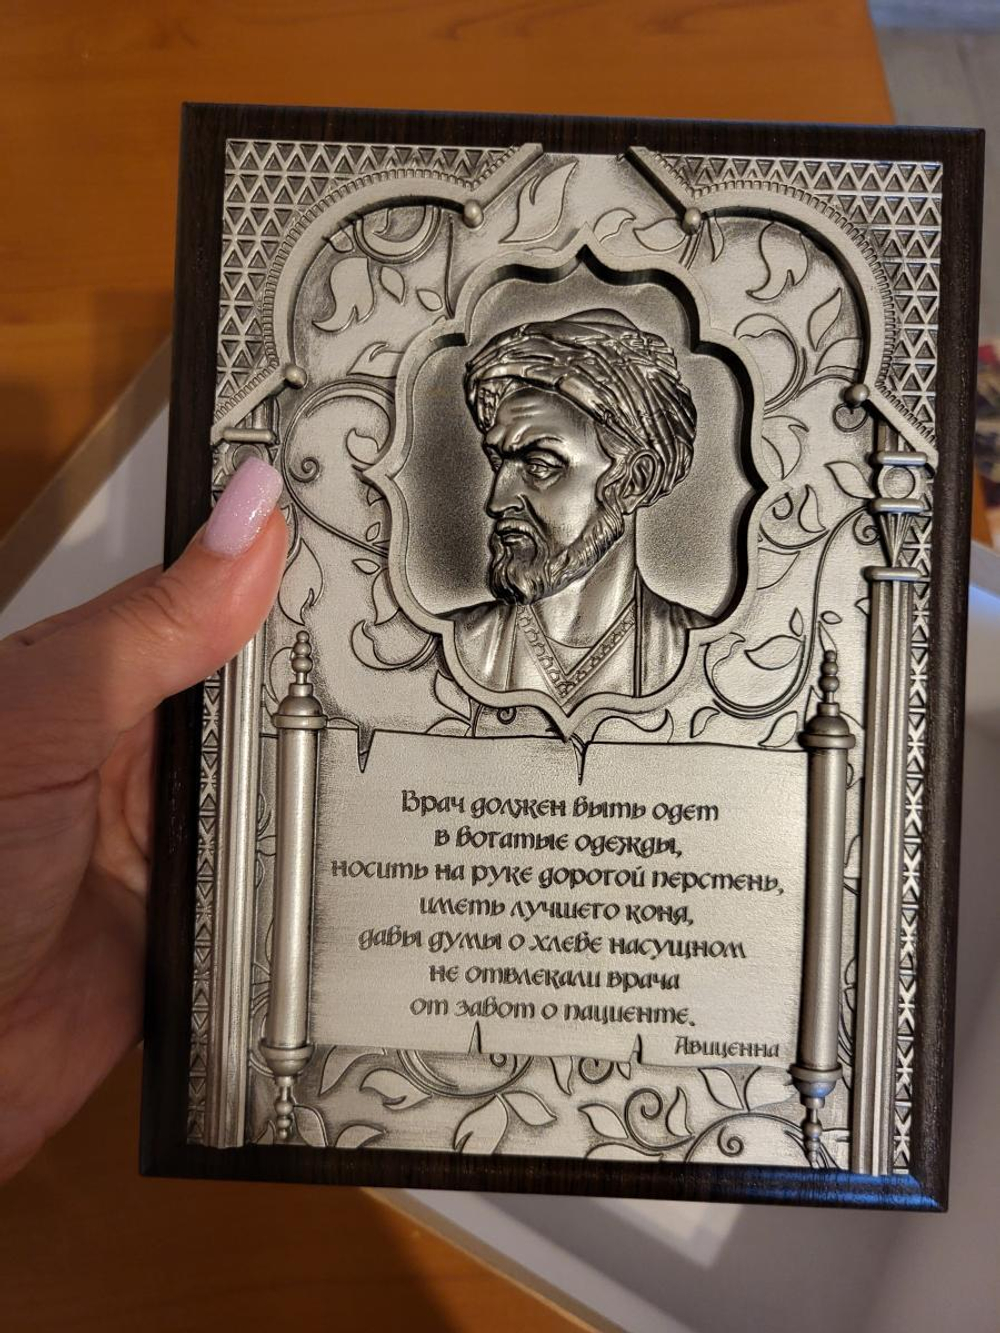 Врач должен быть одет
в богатые одежды,
носить на руке дорогой перстень,
иметь лучшего коня,
дабы думы о хлебе насущном
не отвлекали врача
от забот о пациенте.
Авиценна